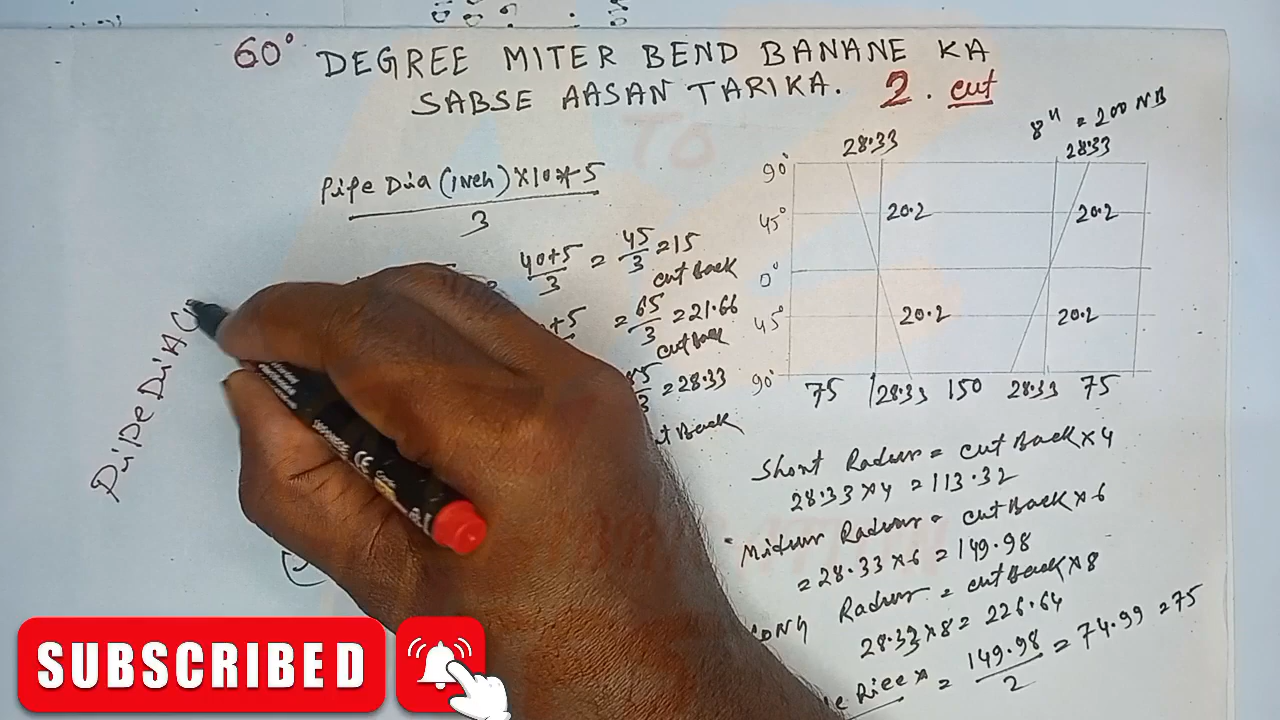 60° DEGREE MITER BEND BANANE KA
SABSE AASAN TARIKA. 2. cut
8" = 200 NB
Pipe Dia (Inch) × 10 + 5
3
40+5 = 45 = 15
3 3
cut Back
+5 = 65 = 21.66
3
cut Back
85 = 28.33
3
cut Back
Pipe DiA
28.33 28.33
90°
45° 20.2 20.2
0°
45° 20.2 20.2
90°
75 28.33 150 28.33 75
Short Radius = cut Back × 4
28.33 × 4 = 113.32
Radius = cut Back × 6
= 28.33 × 6 = 149.98
Radius = cut Back × 8
28.33 × 8 = 226.64
= 149.98 = 74.99 = 75
2
SUBSCRIBED